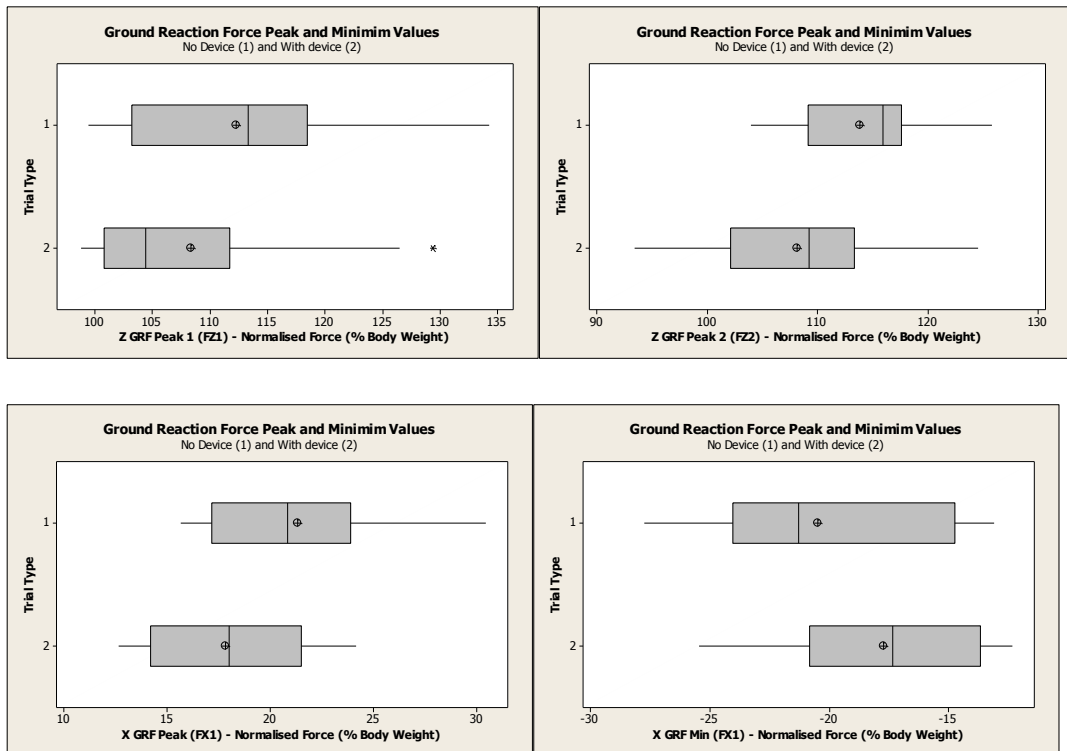 Ground Reaction Force Peak and Minimim Values
No Device (1) and With device (2)
Trial Type
1
2
100 105 110 115 120 125 130 135
Z GRF Peak 1 (FZ1) - Normalised Force (% Body Weight)
Ground Reaction Force Peak and Minimim Values
No Device (1) and With device (2)
Trial Type
1
2
90 100 110 120 130
Z GRF Peak 2 (FZ2) - Normalised Force (% Body Weight)
Ground Reaction Force Peak and Minimim Values
No Device (1) and With device (2)
Trial Type
1
2
10 15 20 25 30
X GRF Peak (FX1) - Normalised Force (% Body Weight)
Ground Reaction Force Peak and Minimim Values
No Device (1) and With device (2)
Trial Type
1
2
-30 -25 -20 -15
X GRF Min (FX1) - Normalised Force (% Body Weight)